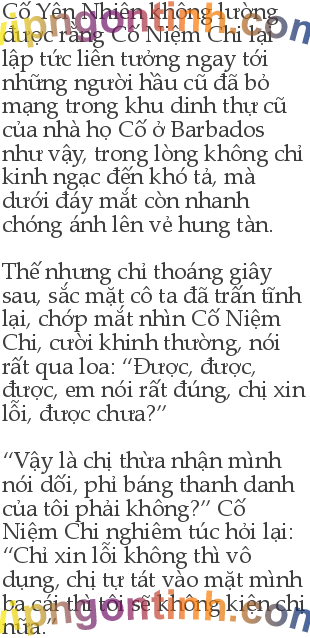 Cố Yên Nhiên không lường
được rằng Cố Niệm Chi lại
lập tức liên tưởng ngay tới
những người hầu cũ đã bỏ
mạng trong khu dinh thự cũ
của nhà họ Cố ở Barbados
như vậy, trong lòng không chỉ
kinh ngạc đến khó tả, mà
dưới đáy mắt còn nhanh
chóng ánh lên vẻ hung tàn.
Thế nhưng chỉ thoáng giây
sau, sắc mặt cô ta đã trấn tĩnh
lại, chớp mắt nhìn Cố Niệm
Chi, cười khinh thường, nói
rất qua loa: “Được, được,
được, em nói rất đúng, chị xin
lỗi, được chưa?”
“Vậy là chị thừa nhận mình
nói dối, phỉ báng thanh danh
của tôi phải không?” Cố
Niệm Chi nghiêm túc hỏi lại:
“Chỉ xin lỗi không thì vô
dụng, chị tự tát vào mặt mình
ba cái thì tôi sẽ không kiện chị
nữa.”
vipngontinh.com
vipngontinh.com